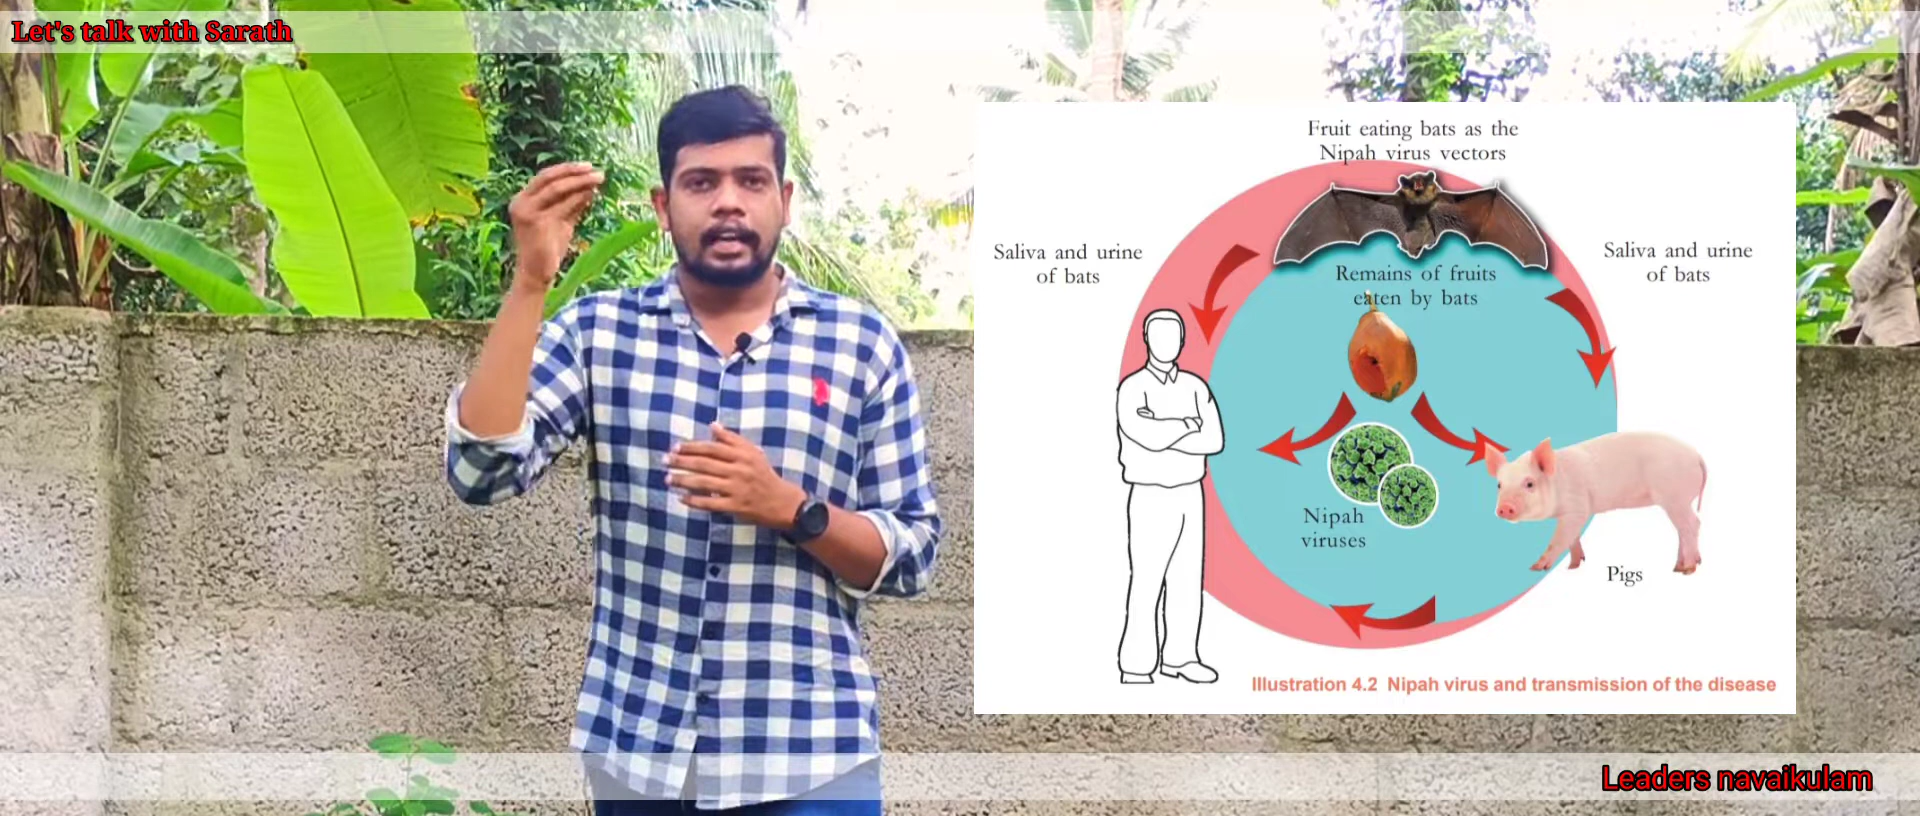 Let's talk with Sarath
Fruit eating bats as the
Nipah virus vectors
Saliva and urine
of bats
Remains of fruits
eaten by bats
Saliva and urine
of bats
Nipah
viruses
Pigs
Illustration 4.2 Nipah virus and transmission of the disease
Leaders navaikulam